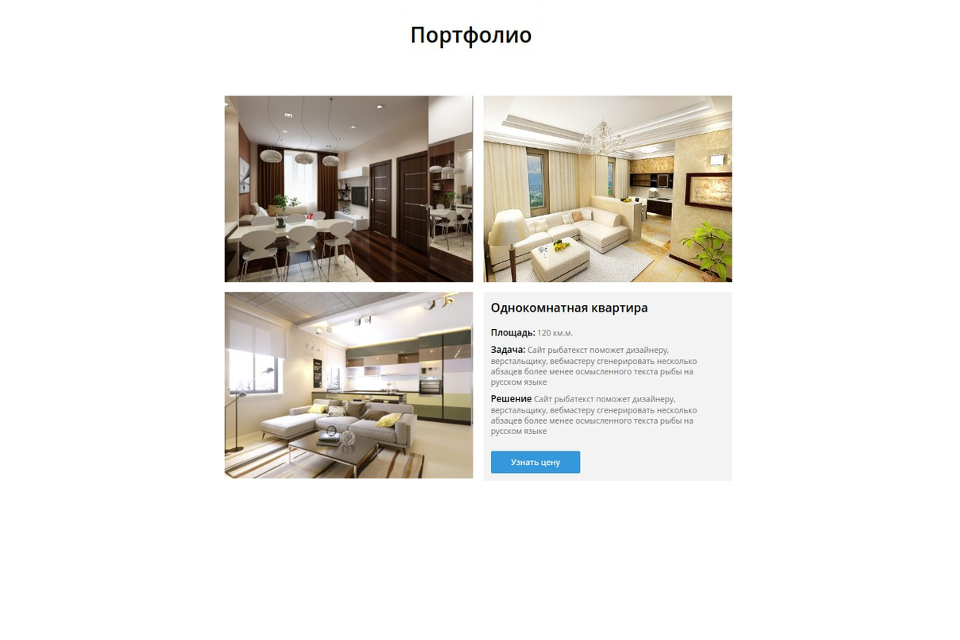 Портфолио
Однокомнатная квартира
Площадь: 120 км.м.
Задача: Сайт рыбатекст поможет дизайнеру,
верстальщику, вебмастеру сгенерировать несколько
абзацев более менее осмысленного текста рыбы на
русском языке
Решение Сайт рыбатекст поможет дизайнеру,
верстальщику, вебмастеру сгенерировать несколько
абзацев более менее осмысленного текста рыбы на
русском языке
Узнать цену